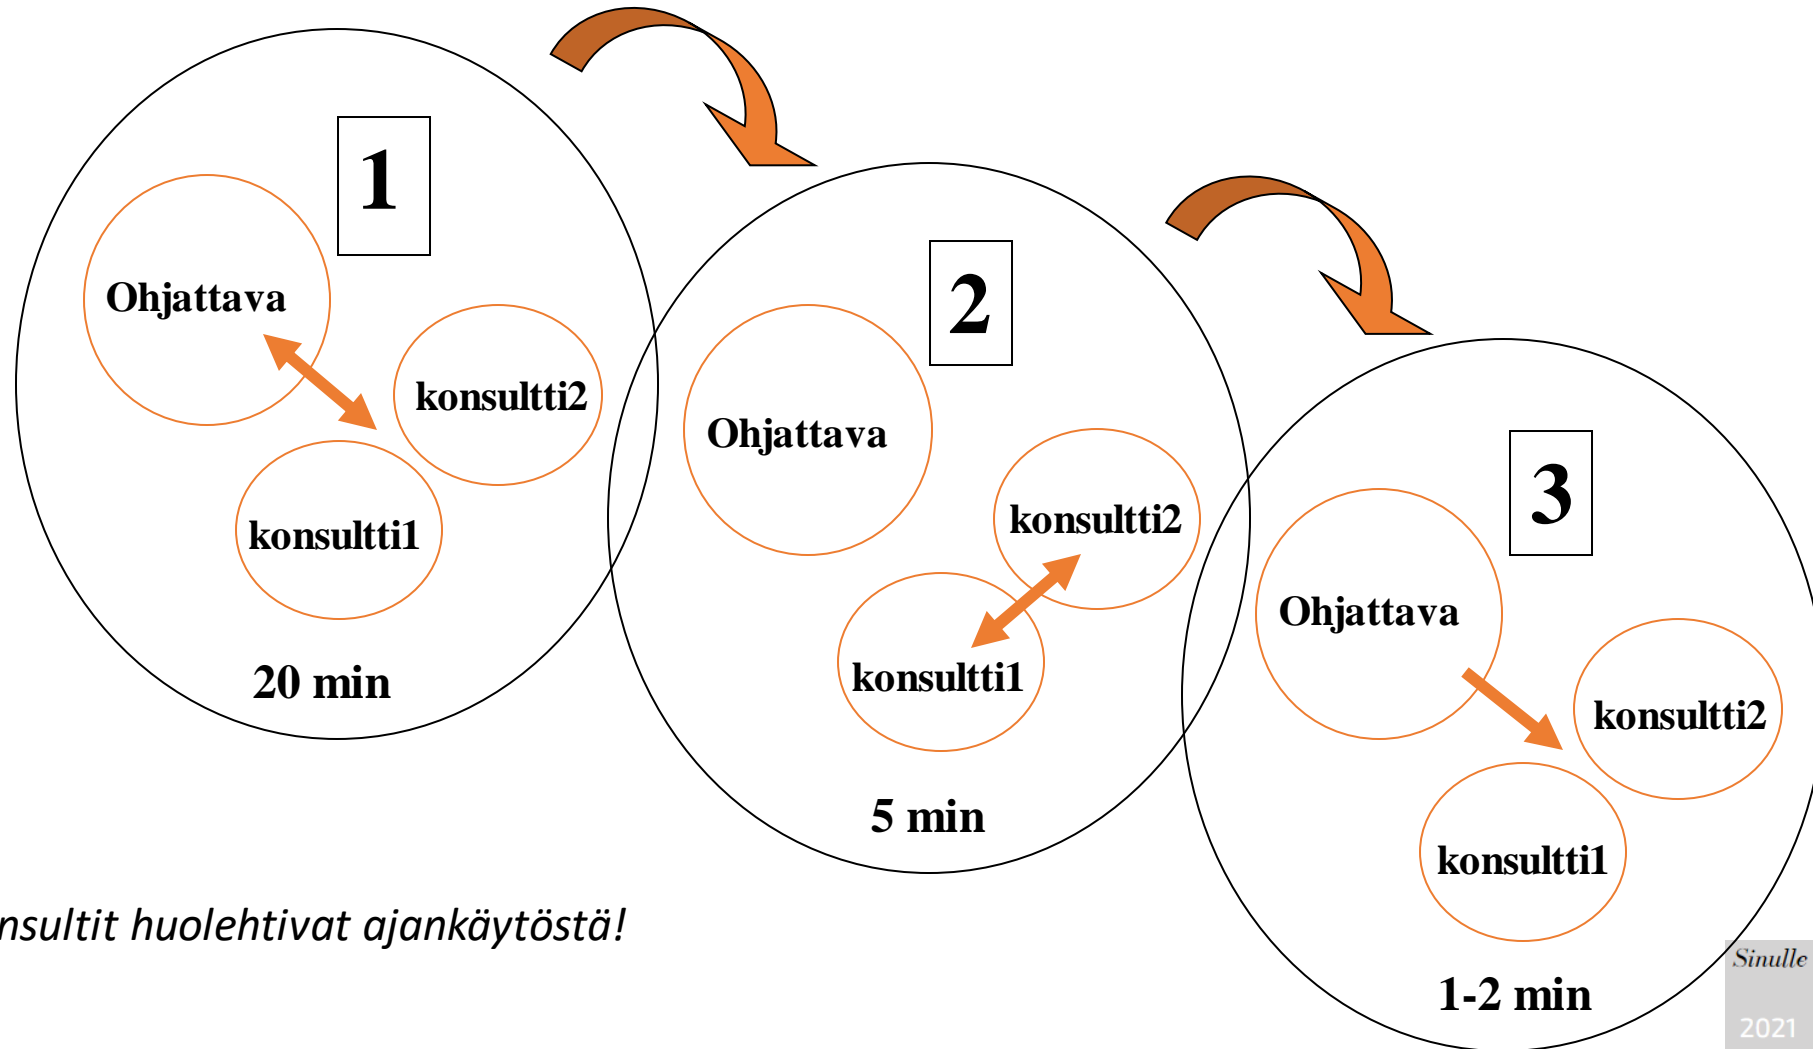 1
Ohjattava
konsultti2
konsultti1
20 min
2
Ohjattava
konsultti2
konsultti1
5 min
3
Ohjattava
konsultti2
konsultti1
1-2 min
nsultit huolehtivat ajankäytöstä!
Sinulle
2021